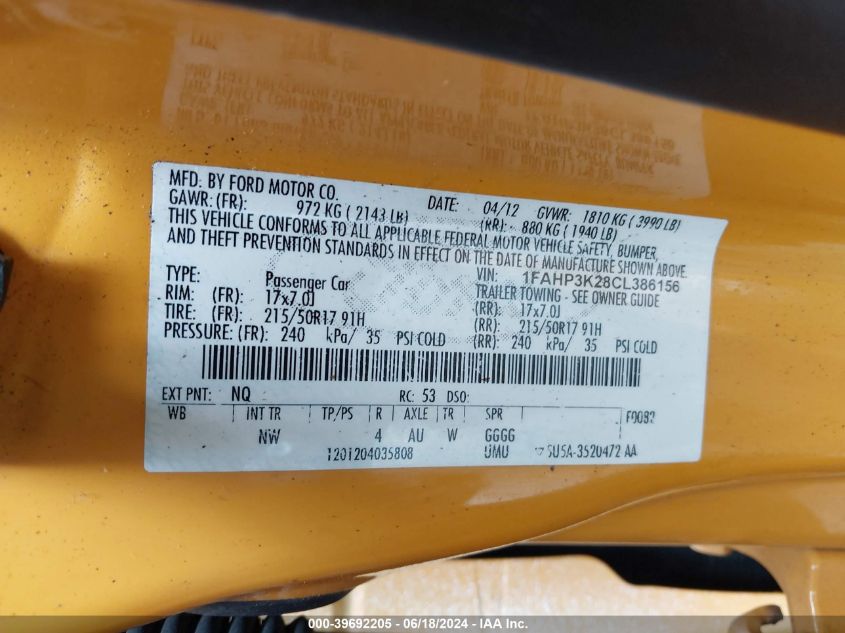 MFD. BY FORD MOTOR CO. DATE: 04/12 GVWR: 1810 KG ( 3990 LB)
GAWR: (FR): 972 KG ( 2143 LB) (RR): 880 KG ( 1940 LB)
THIS VEHICLE CONFORMS TO ALL APPLICABLE FEDERAL MOTOR VEHICLE SAFETY, BUMPER,
AND THEFT PREVENTION STANDARDS IN EFFECT ON THE DATE OF MANUFACTURE SHOWN ABOVE.
VIN: 1FAHP3K28CL386156
TYPE: Passenger Car TRAILER TOWING - SEE OWNER GUIDE
RIM: (FR): 17x7.0J (RR): 17x7.0J
TIRE: (FR): 215/50R17 91H (RR): 215/50R17 91H
PRESSURE: (FR): 240 kPa/ 35 PSI COLD (RR): 240 kPa/ 35 PSI COLD
EXT PNT: NQ RC: 53 DSO:
WB INT TR TP/PS R AXLE TR SPR
NW 4 AU W GGGG
1201204035808 UMU 5U5A-3520472 AA
000-39692205 - 06/18/2024 - IAA Inc.